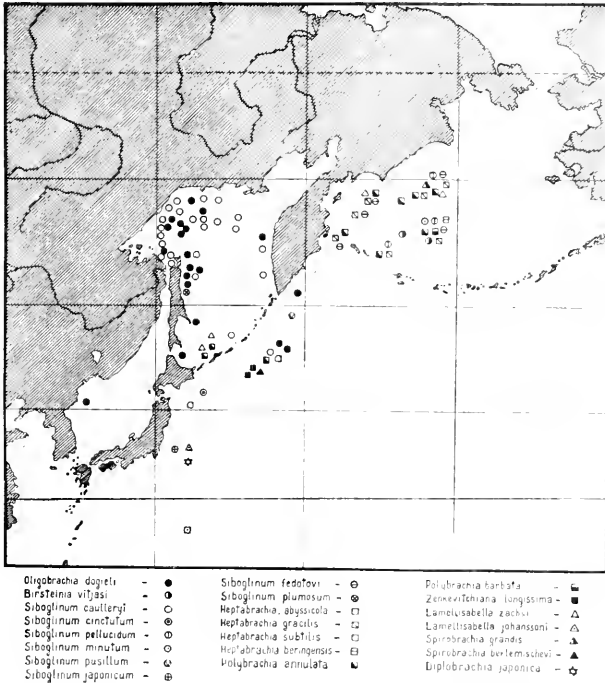 Oligobrachia dogieli -
Birsteinia vitjasi -
Siboglinum caulleryi -
Siboglinum cinctutum -
Siboglinum pellucidum -
Siboglinum minutum -
Siboglinum pusillum -
Siboglinum japonicum -
Siboglinum fedotovi -
Siboglinum plumosum -
Heptabrachia abyssicola -
Heptabrachia gracilis -
Heptabrachia subtilis -
Heptabrachia beringensis -
Polybrachia annulata -
Polybrachia barbata -
Zenkevitchiana longissima -
Lamellisabella zachvi -
Lamellisabella johanssoni -
Spirobrachia grandis -
Spirobrachia beklemischevi -
Diplobrachia japonica -